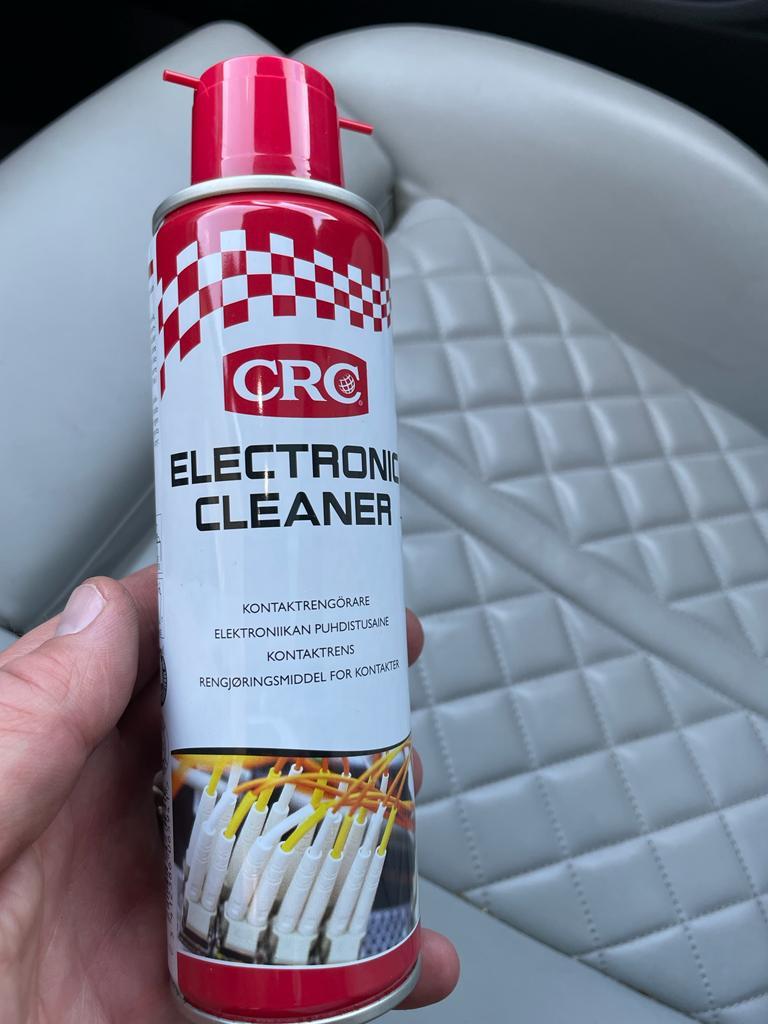 CRC
ELECTRONIC
CLEANER
KONTAKTRENGÖRARE
ELEKTRONIIKAN PUHDISTUSAINE
KONTAKTRENS
RENGJØRINGSMIDDEL FOR KONTAKTER